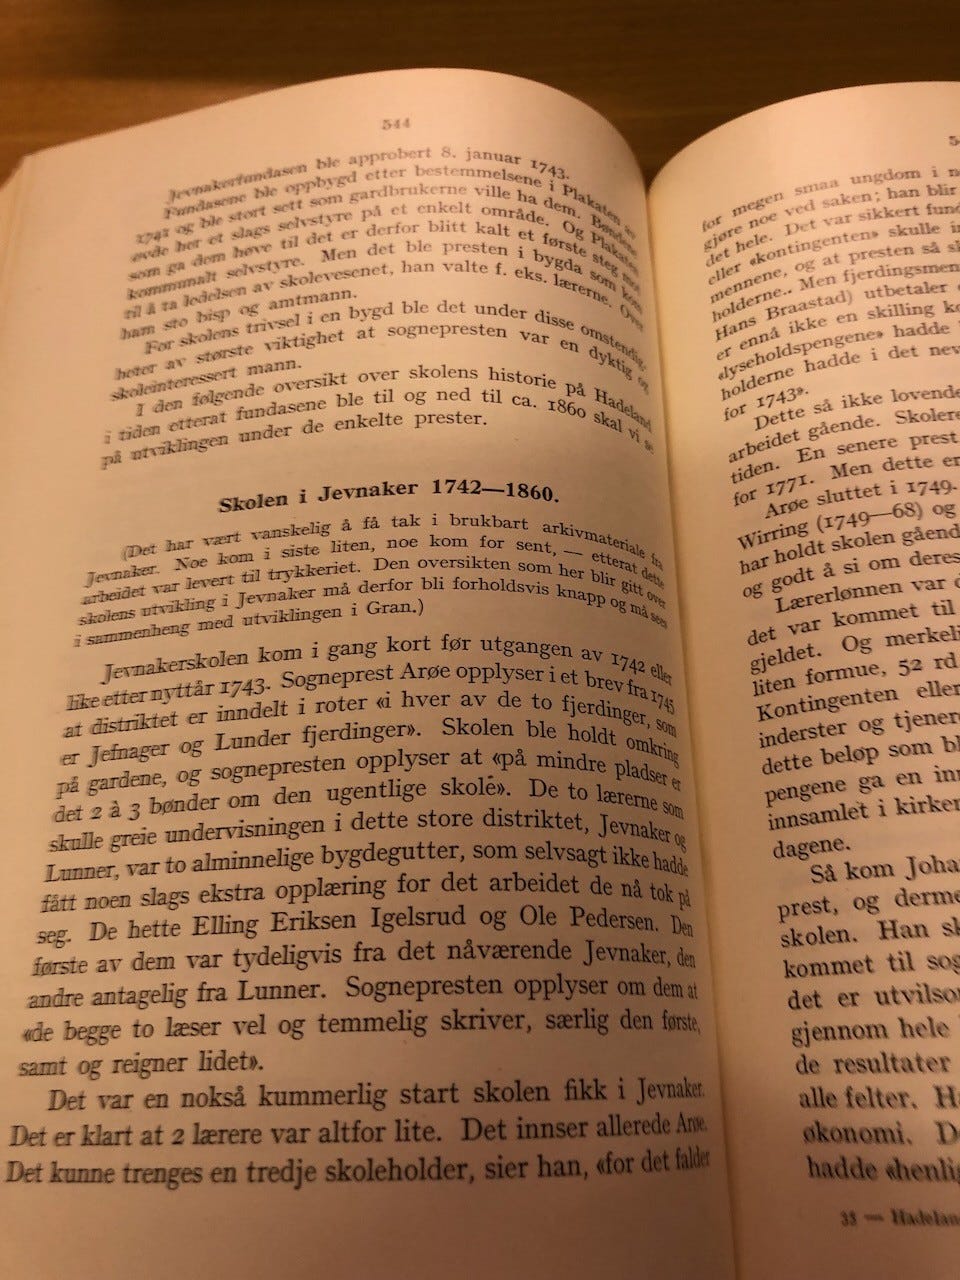 544
Jevnakerfundasen ble approbert 8. januar 1743.
Fundasene ble oppbygd etter bestemmelsene i Plakaten av
1741 og ble stort sett som gardbrukerne ville ha dem. Bøndene
øvde her et slags selvstyre på et enkelt område. Og Plakaten
som ga dem høve til det er derfor blitt kalt et første steg mot
kommunalt selvstyre. Men det ble presten i bygda som kom
til å ta ledelsen av skolevesenet, han valte f. eks. lærerne. Over
ham sto bisp og amtmann.
For skolens trivsel i en bygd ble det under disse omstendig-
heter av største viktighet at sognepresten var en dyktig og
skoleinteressert mann.
I den følgende oversikt over skolens historie på Hadeland
i tiden etterat fundasene ble til og ned til ca. 1860 skal vi se
på utviklingen under de enkelte prester.
Skolen i Jevnaker 1742—1860.
(Det har vært vanskelig å få tak i brukbart arkivmateriale fra
Jevnaker. Noe kom i siste liten, noe kom for sent, — etterat dette
arbeidet var levert til trykkeriet. Den oversikten som her blir gitt over
skolens utvikling i Jevnaker må derfor bli forholdsvis knapp og må sees
i sammenheng med utviklingen i Gran.)
Jevnakerskolen kom i gang kort før utgangen av 1742 eller
like etter nyttår 1743. Sogneprest Arøe opplyser i et brev fra 1745
at distriktet er inndelt i roter «i hver av de to fjerdinger, som
er Jefnager og Lunder fjerdinger». Skolen ble holdt omkring
på gardene, og sognepresten opplyser at «på mindre pladser er
det 2 à 3 bønder om den ugentlige skole». De to lærerne som
skulle greie undervisningen i dette store distriktet, Jevnaker og
Lunner, var to alminnelige bygdegutter, som selvsagt ikke hadde
fått noen slags ekstra opplæring for det arbeidet de nå tok på
seg. De hette Elling Eriksen Igelsrud og Ole Pedersen. Den
første av dem var tydeligvis fra det nåværende Jevnaker, den
andre antagelig fra Lunner. Sognepresten opplyser om dem at
«de begge to læser vel og temmelig skriver, særlig den første,
samt og reigner lidet».
Det var en nokså kummerlig start skolen fikk i Jevnaker.
Det er klart at 2 lærere var altfor lite. Det innser allerede Arøe.
Det kunne trenges en tredje skoleholder, sier han, «for det falder
for megen smaa ungdom i
gjøre noe ved saken; han blir
det hele. Det var sikkert
eller «kontingenten» skulle
mennene, og at presten så
holderne.. Men
Hans Braastad) utbetaler
er ennå ikke en skilling
«lyseholdspengene» hadde
holderne hadde i det
for 1743».
Dette så ikke
arbeidet gående.
tiden. En senere prest
for 1771. Men dette er
Arøe sluttet i 1749.
Wirring (1749—68) og
har holdt skolen
og godt å si om
Lærerlønnen var
det var kommet til
gjeldet. Og
liten formue, 52
Kontingenten
inderster og
dette beløp som
pengene ga en
innsamlet i
dagene.
Så kom
prest, og
skolen. Han
kommet til
det er
gjennom hele
de resultater
alle felter.
økonomi.
hadde
33 —